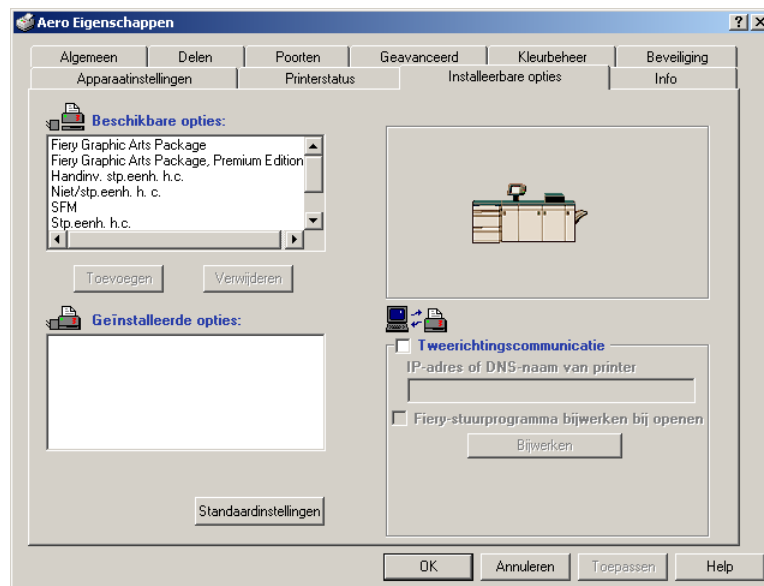 Aero Eigenschappen
Algemeen Delen Poorten Geavanceerd Kleurbeheer Beveiliging
Apparaatinstellingen Printerstatus Installeerbare opties Info
Beschikbare opties:
Fiery Graphic Arts Package
Fiery Graphic Arts Package, Premium Edition
Handinv. stp.eenh. h.c.
Niet/stp.eenh. h. c.
SFM
Stp.eenh. h.c.
Toevoegen Verwijderen
Geïnstalleerde opties:
Standaardinstellingen
Tweerichtingscommunicatie
IP-adres of DNS-naam van printer
Fiery-stuurprogramma bijwerken bij openen
Bijwerken
OK Annuleren Toepassen Help